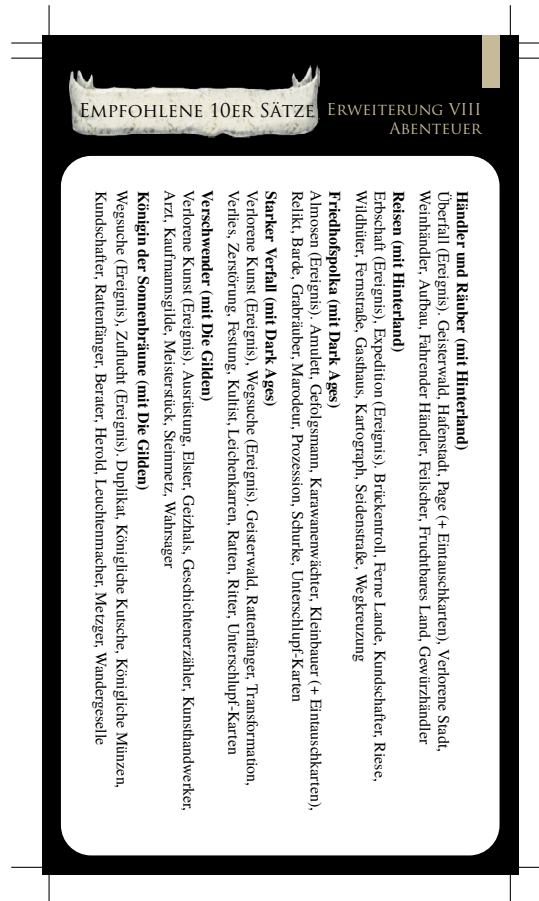 EMPFOHLENE 10ER SÄTZE
ERWEITERUNG VIII
ABENTEUER
Händler und Räuber (mit Hinterland)
Überfall (Ereignis). Geisterwald, Hafenstadt, Page (+ Eintauschkarten), Verlorene Stadt,
Weinhändler, Aufbau, Fahrender Händler, Feilscher, Fruchtbares Land, Gewürzhändler
Reisen (mit Hinterland)
Erbschaft (Ereignis), Expedition (Ereignis). Brückentroll, Ferne Lande, Kundschafter, Riese,
Wildhüter, Fernstraße, Gasthaus, Kartograph, Seidenstraße, Wegkreuzung
Friedhofspolka (mit Dark Ages)
Almosen (Ereignis). Amulett, Gefolgsmann, Karawanenwächter, Kleinbauer (+ Eintauschkarten),
Relikt, Barde, Grabräuber, Marodeur, Prozession, Schurke, Unterschlupf-Karten
Starker Verfall (mit Dark Ages)
Verlorene Kunst (Ereignis), Wegsuche (Ereignis). Geisterwald, Rattenfänger, Transformation,
Verlies, Zerstörung, Festung, Kultist, Leichenkarren, Ratten, Ritter, Unterschlupf-Karten
Verschwender (mit Die Gilden)
Verlorene Kunst (Ereignis). Ausrüstung, Elster, Geizhals, Geschichtenerzähler, Kunsthandwerker,
Arzt, Kaufmannsgilde, Meisterstück, Steinmetz, Wahrsager
Königin der Sonnenbräune (mit Die Gilden)
Wegsuche (Ereignis), Zuflucht (Ereignis). Duplikat, Königliche Kutsche, Königliche Münzen,
Kundschafter, Rattenfänger, Berater, Herold, Leuchtenmacher, Metzger, Wandergeselle